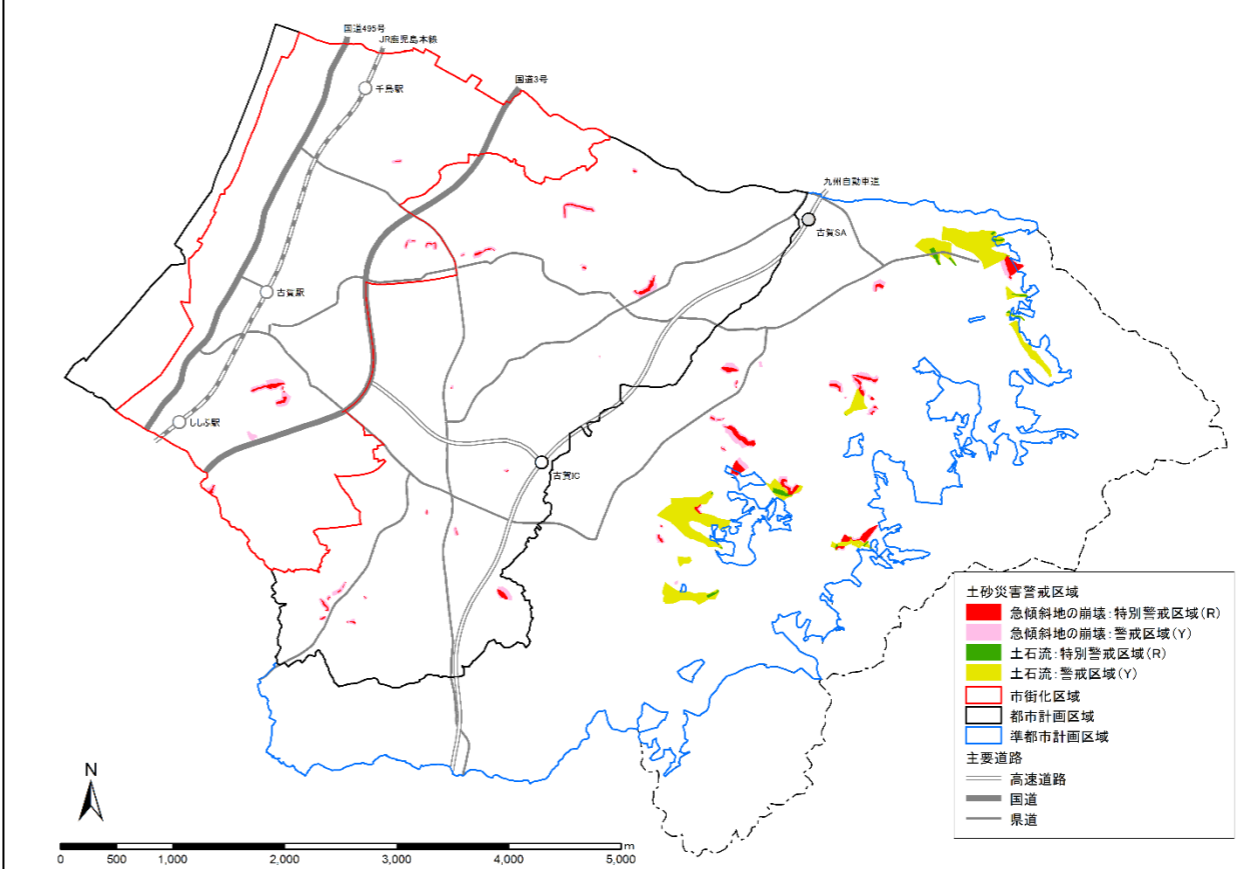 国道495号
JR鹿児島本線
千鳥駅
国道3号
九州自動車道
古賀SA
古賀駅
ししぶ駅
古賀IC
土砂災害警戒区域
急傾斜地の崩壊:特別警戒区域(R)
急傾斜地の崩壊:警戒区域(Y)
土石流:特別警戒区域(R)
土石流:警戒区域(Y)
市街化区域
都市計画区域
準都市計画区域
主要道路
高速道路
国道
県道
N
0 500 1,000 2,000 3,000 4,000 5,000 m